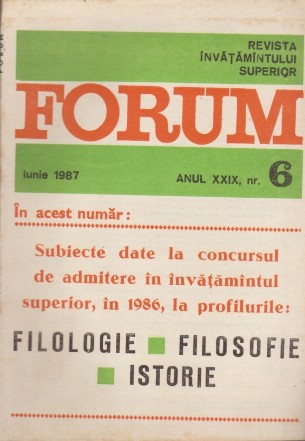 REVISTA
ÎNVĂȚĂMÎNTULUI
SUPERIOR
FORUM
iunie 1987
ANUL XXIX, nr. 6
În acest număr:
Subiecte date la concursul
de admitere în învățămîntul
superior, în 1986, la profilurile:
FILOLOGIE ■ FILOSOFIE
■ ISTORIE